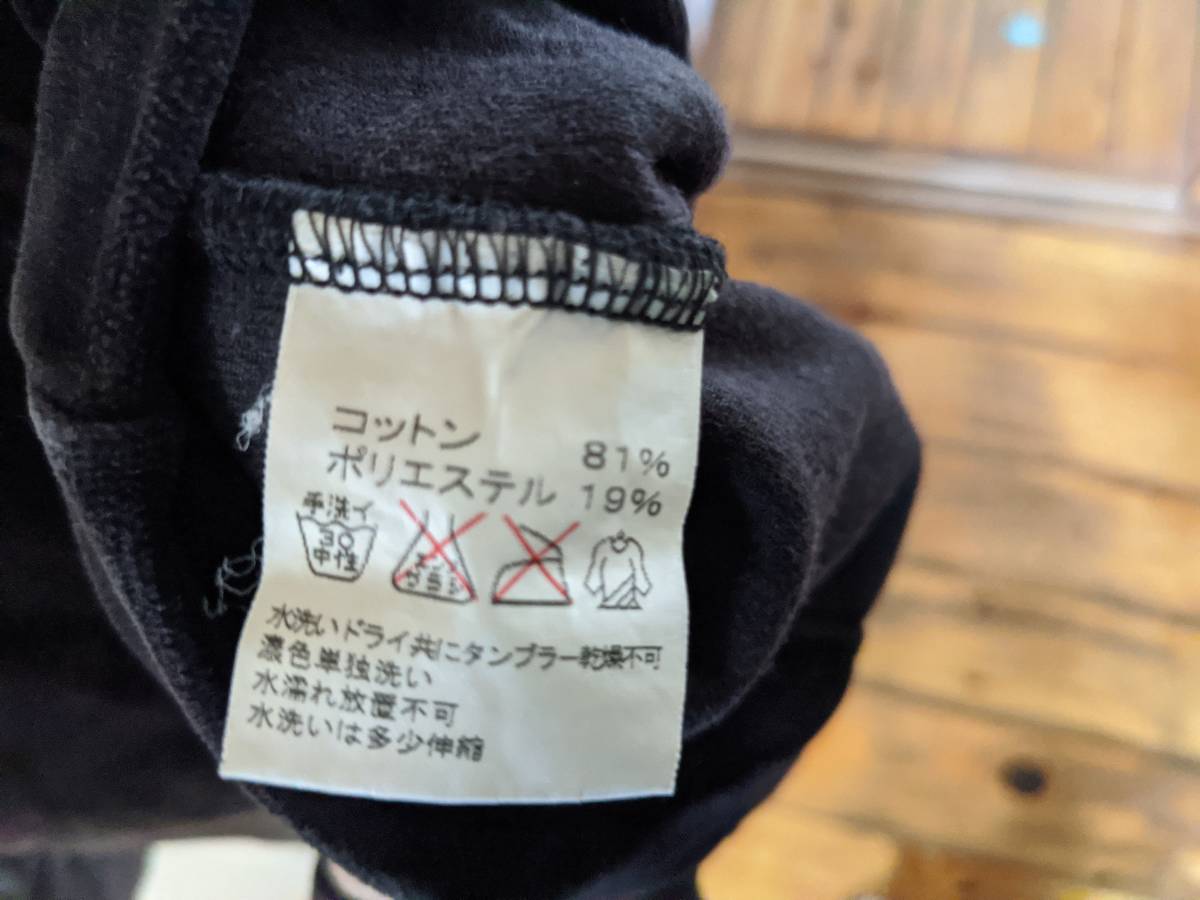 コットン 81%
ポリエステル 19%
手洗イ
30
中性
水洗いドライ共にタンブラー乾燥不可
濃色単独洗い
水濡れ放置不可
水洗いは多少伸縮